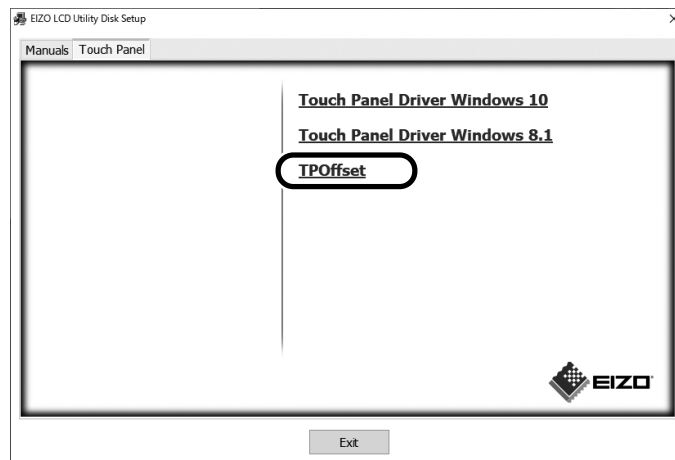 EIZO LCD Utility Disk Setup
Manuals Touch Panel
Touch Panel Driver Windows 10
Touch Panel Driver Windows 8.1
TPOffset
EIZO
Exit